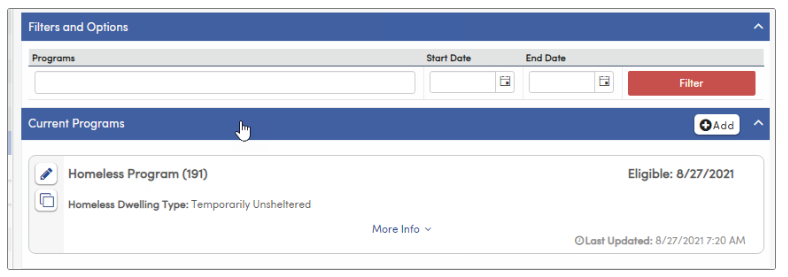 Filters and Options
Programs Start Date End Date
Filter
Current Programs Add
Homeless Program (191) Eligible: 8/27/2021
Homeless Dwelling Type: Temporarily Unsheltered
More Info
Last Updated: 8/27/2021 7:20 AM